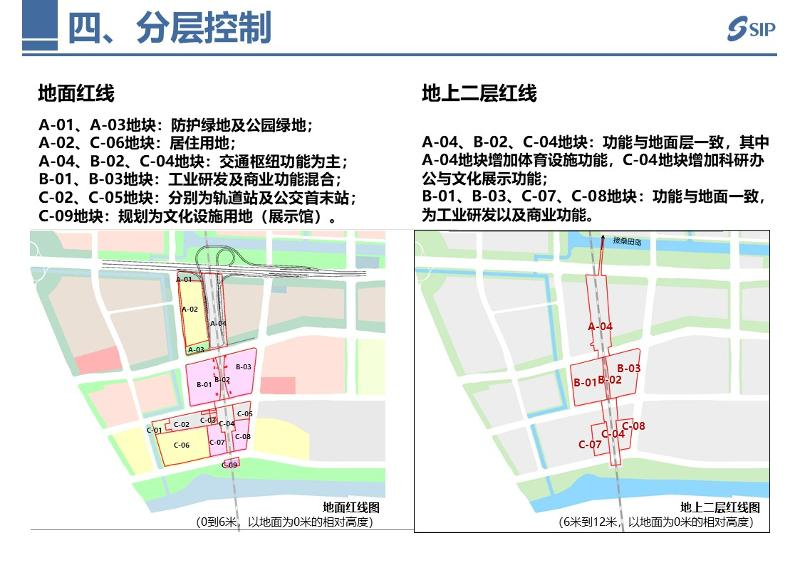 四、分层控制
SIP
地面红线
A-01、A-03地块：防护绿地及公园绿地；
A-02、C-06地块：居住用地；
A-04、B-02、C-04地块：交通枢纽功能为主；
B-01、B-03地块：工业研发及商业功能混合；
C-02、C-05地块：分别为轨道站及公交首末站；
C-09地块：规划为文化设施用地（展示馆）。
A-01
A-02
A-04
A-03
B-03
B-02
B-01
C-05
C-03
C-02
C-04
C-01
C-08
C-07
C-06
C-09
地面红线图
（0到6米，以地面为0米的相对高度）
地上二层红线
A-04、B-02、C-04地块：功能与地面层一致，其中
A-04地块增加体育设施功能，C-04地块增加科研办
公与文化展示功能；
B-01、B-03、C-07、C-08地块：功能与地面一致，
为工业研发以及商业功能。
接桑田岛
A-04
B-03
B-01
B-02
C-08
C-04
C-07
地上二层红线图
（6米到12米，以地面为0米的相对高度）